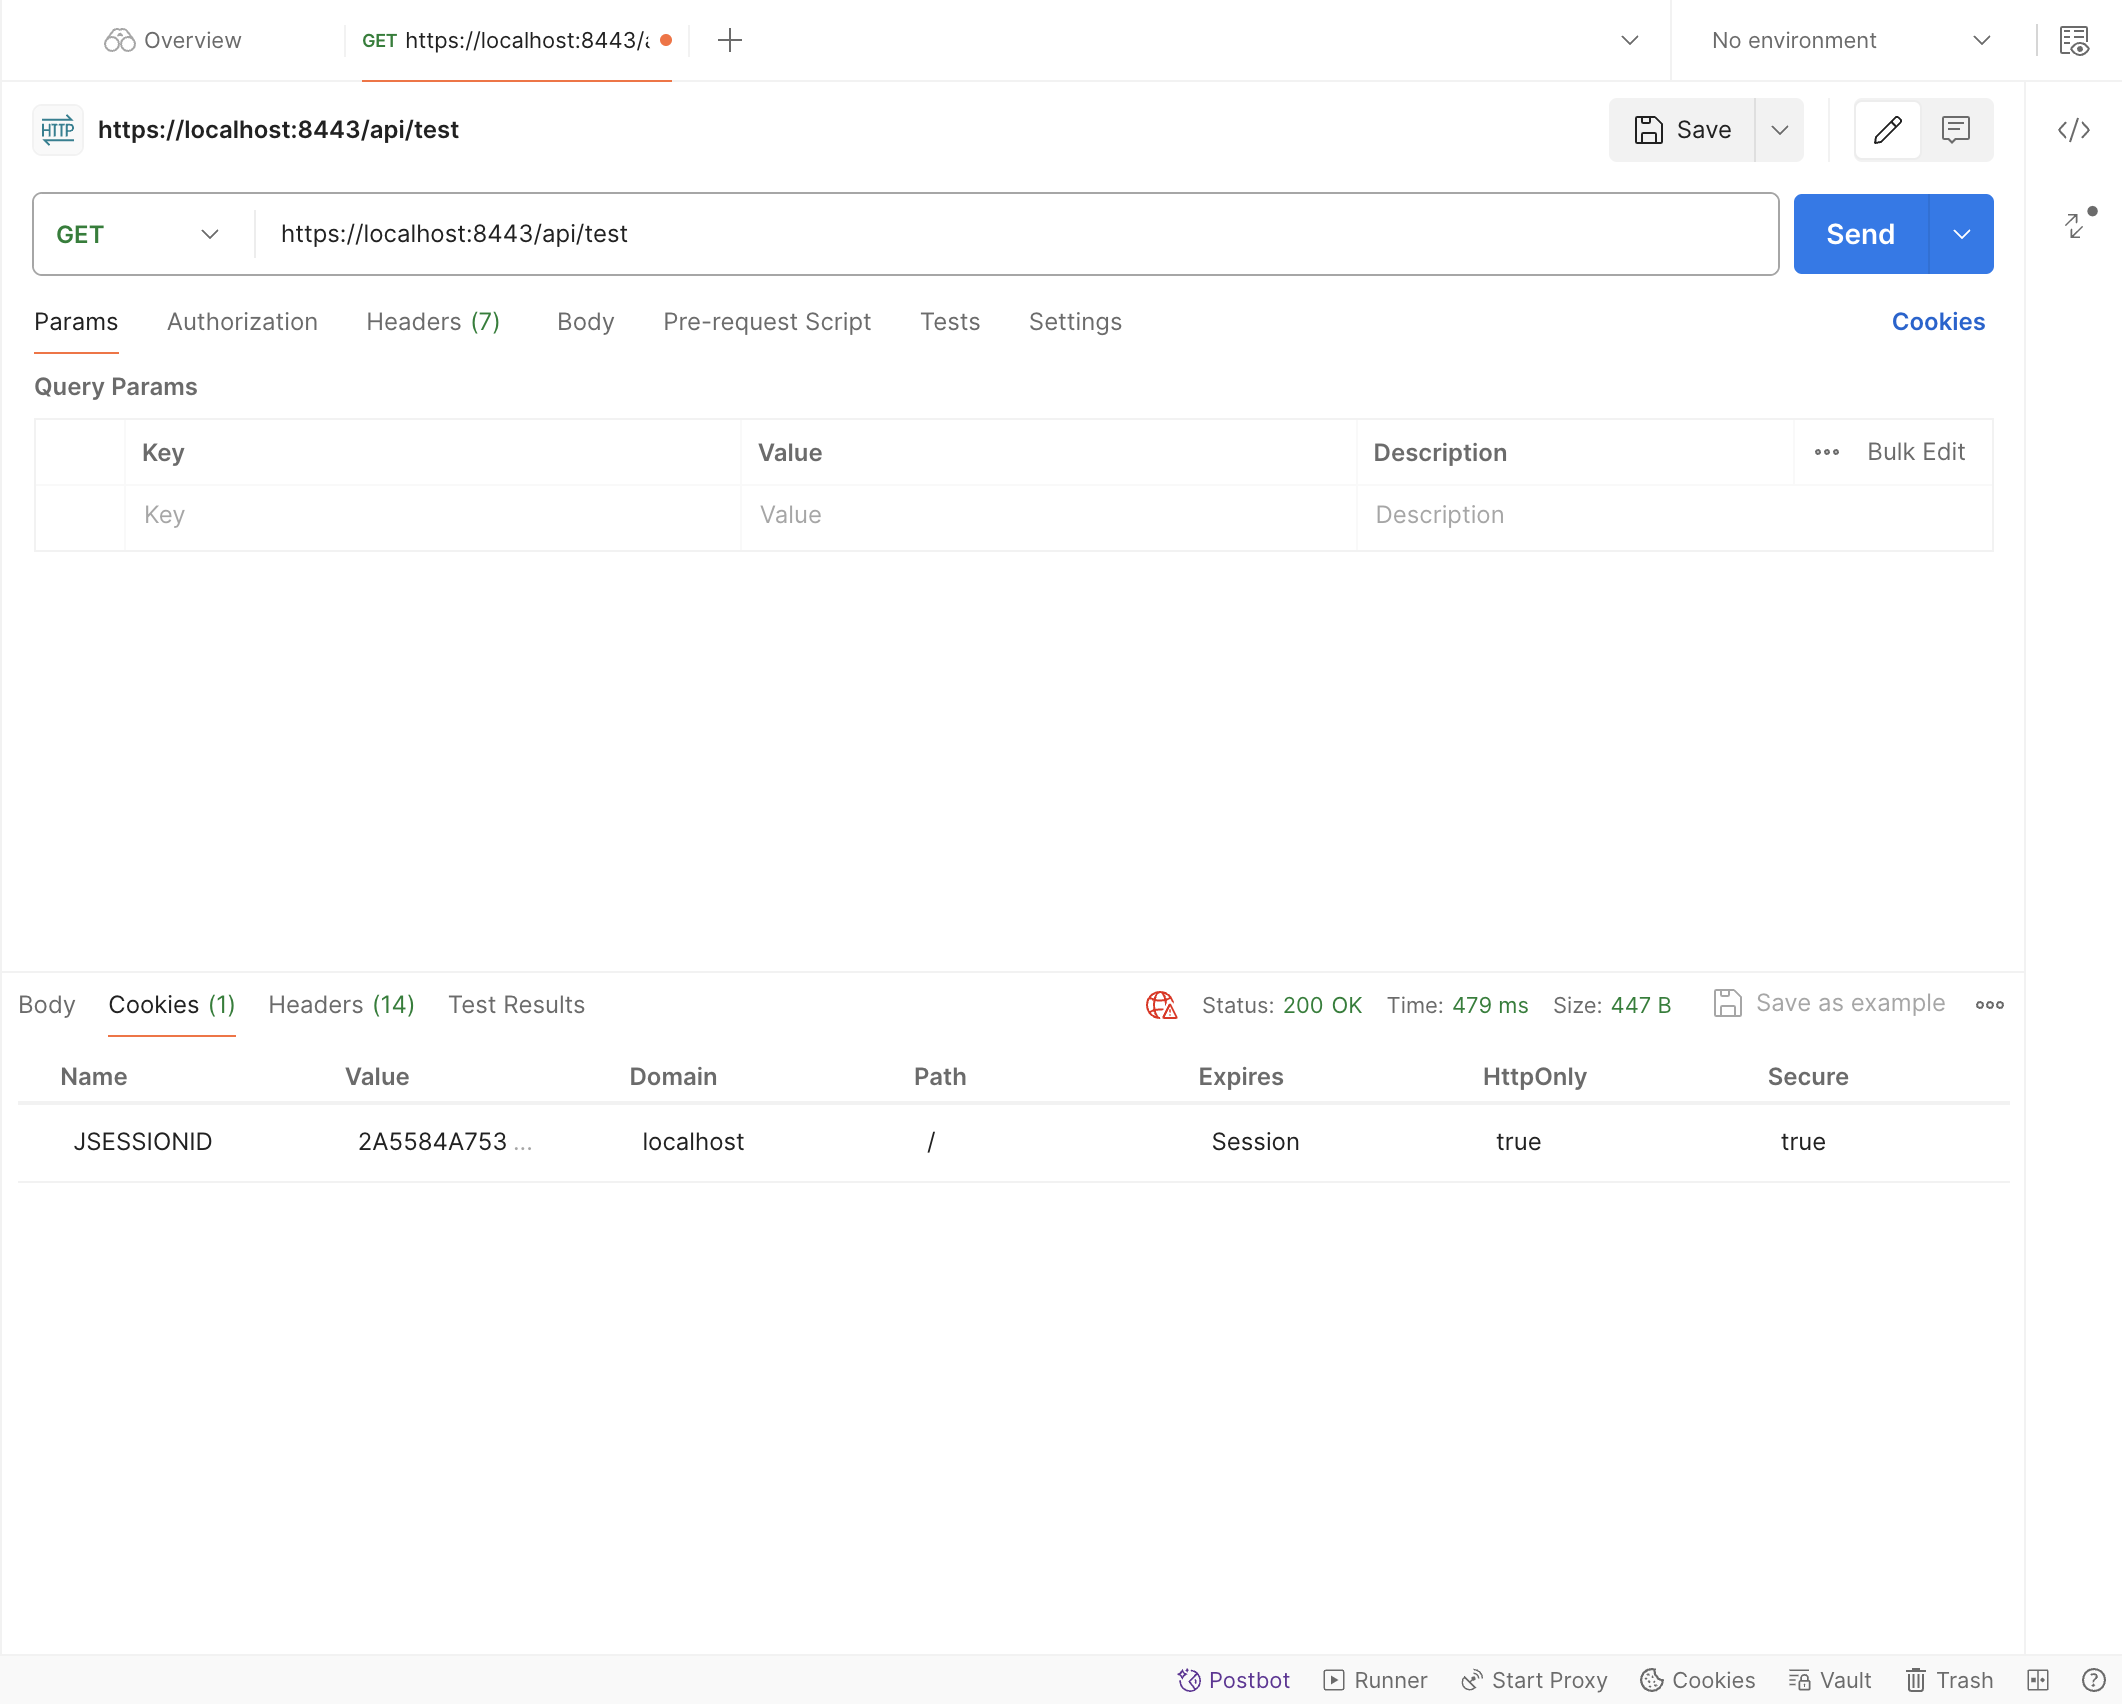 Overview GET https://localhost:8443/ No environment
HTTP https://localhost:8443/api/test Save
GET https://localhost:8443/api/test Send
Params Authorization Headers (7) Body Pre-request Script Tests Settings Cookies
Query Params
Key Value Description Bulk Edit
Key Value Description
Body Cookies (1) Headers (14) Test Results Status: 200 OK Time: 479 ms Size: 447 B Save as example
Name Value Domain Path Expires HttpOnly Secure
JSESSIONID 2A5584A753 ... localhost / Session true true
Postbot Runner Start Proxy Cookies Vault Trash